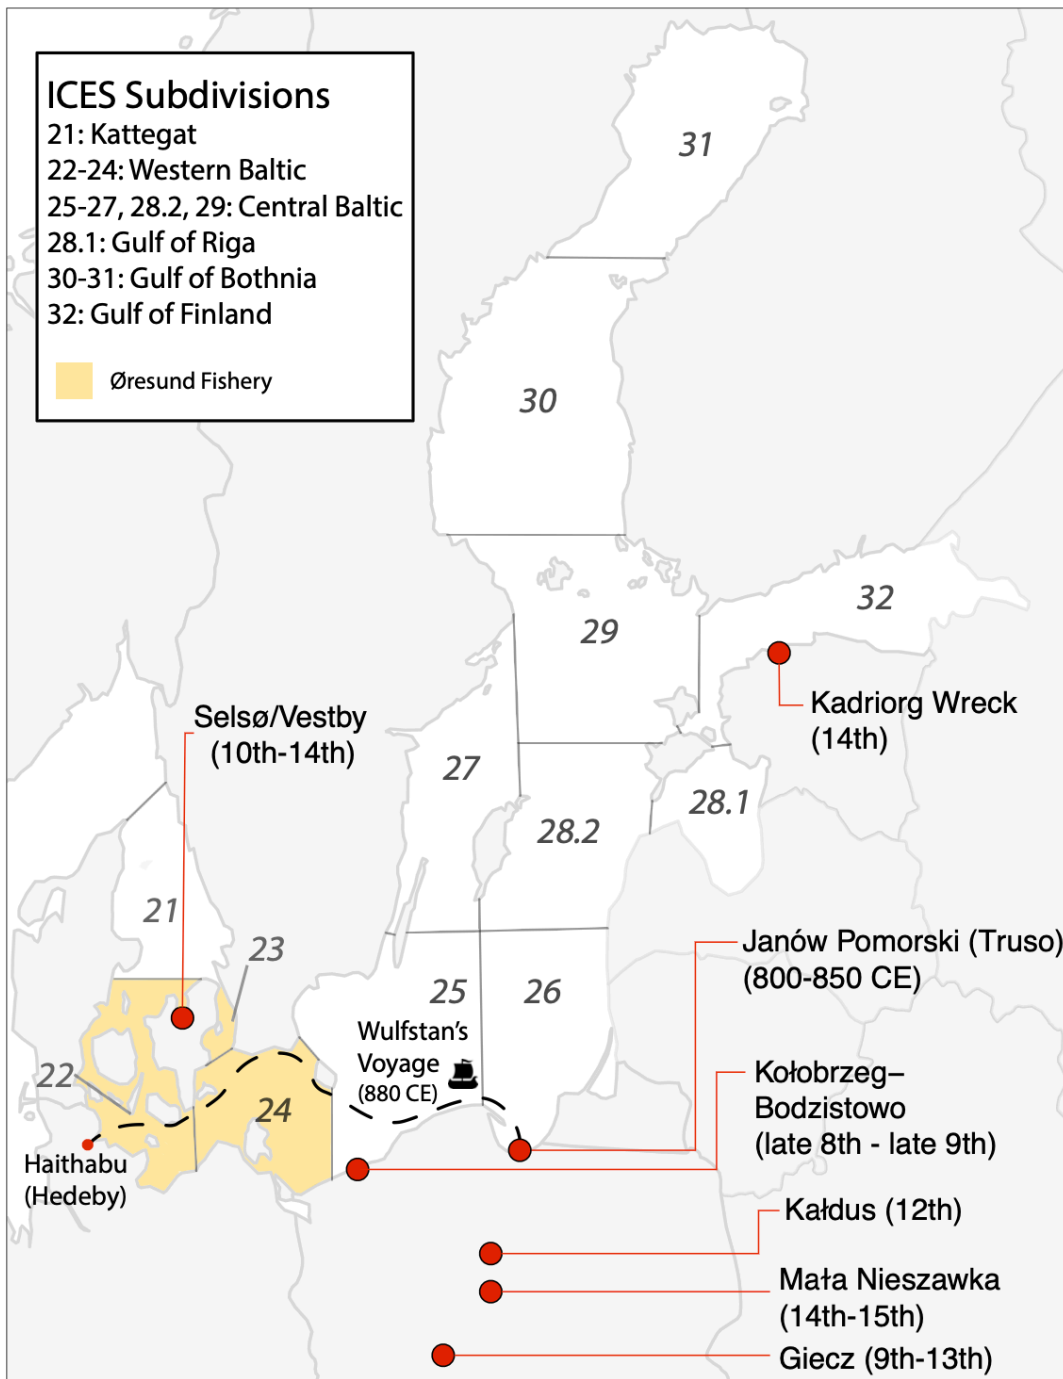 ICES Subdivisions
21: Kattegat
22-24: Western Baltic
25-27, 28.2, 29: Central Baltic
28.1: Gulf of Riga
30-31: Gulf of Bothnia
32: Gulf of Finland
Øresund Fishery
31
30
32
29
Kadriorg Wreck
(14th)
Selsø/Vestby
(10th-14th)
27
28.1
28.2
21
23
Janów Pomorski (Truso)
(800-850 CE)
25
26
Wulfstan's
Voyage
(880 CE)
22
24
Kołobrzeg–
Bodzistowo
(late 8th - late 9th)
Haithabu
(Hedeby)
Kałdus (12th)
Mała Nieszawka
(14th-15th)
Giecz (9th-13th)